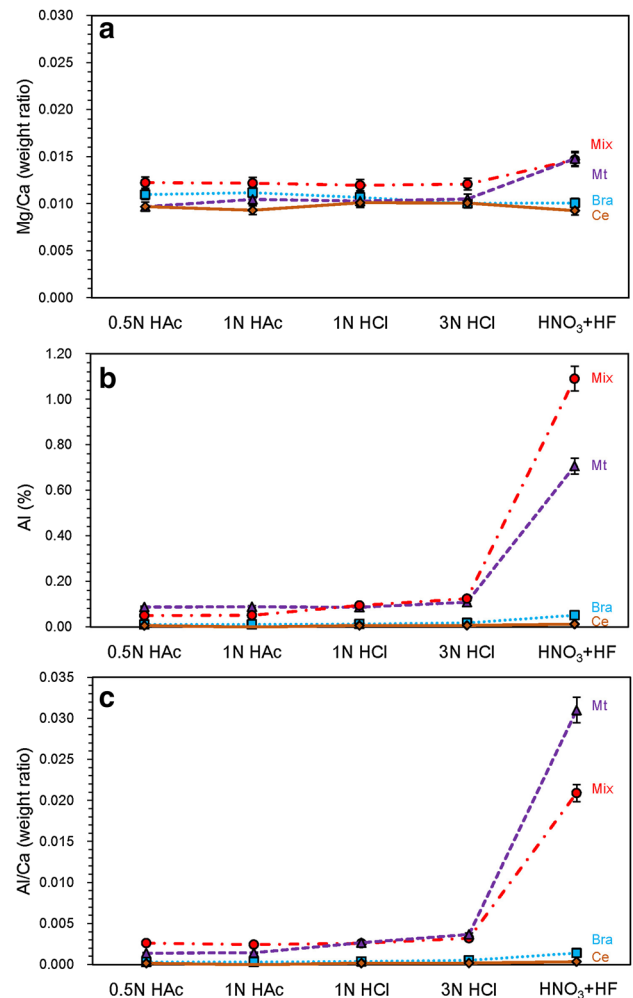 a
Mg/Ca (weight ratio)
0.030
0.025
0.020
0.015
0.010
0.005
0.000
Mix
Mt
Bra
Ce
0.5N HAc 1N HAc 1N HCl 3N HCl HNO₃+HF
b
Al (%)
1.20
1.00
0.80
0.60
0.40
0.20
0.00
Mix
Mt
Bra
Ce
0.5N HAc 1N HAc 1N HCl 3N HCl HNO₃+HF
c
Al/Ca (weight ratio)
0.035
0.030
0.025
0.020
0.015
0.010
0.005
0.000
Mt
Mix
Bra
Ce
0.5N HAc 1N HAc 1N HCl 3N HCl HNO₃+HF